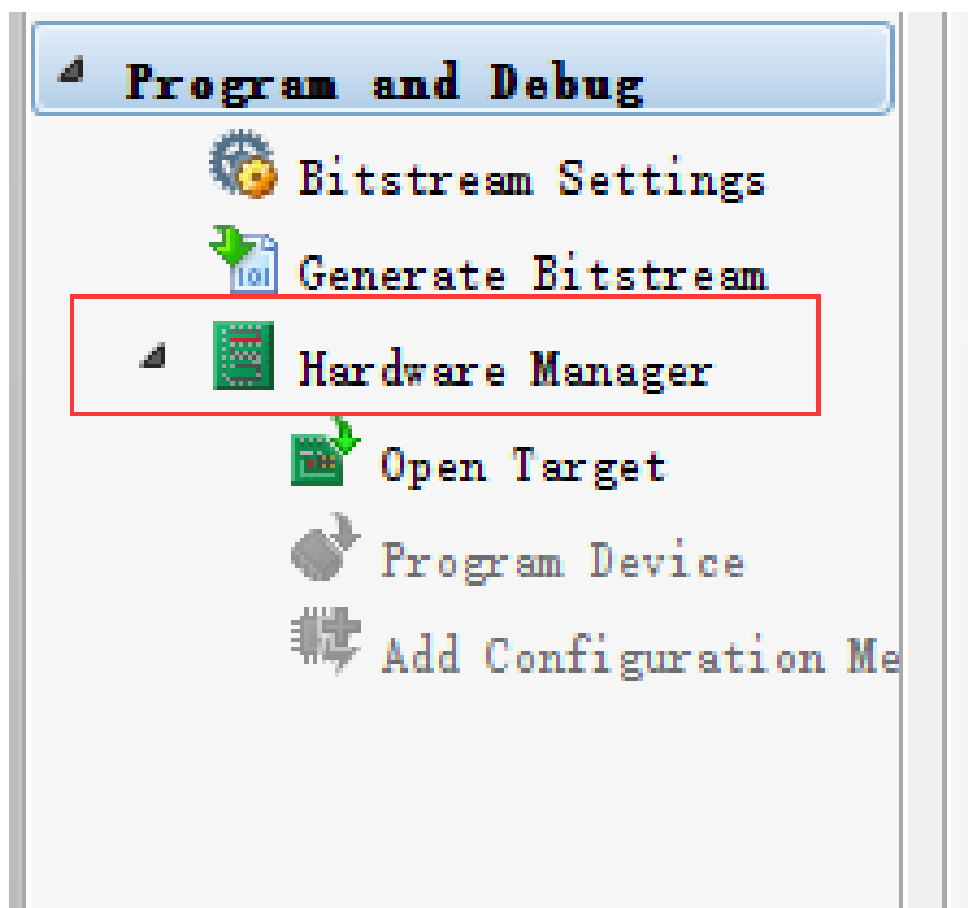 Program and Debug
Bitstream Settings
Generate Bitstream
Hardware Manager
Open Target
Program Device
Add Configuration Me